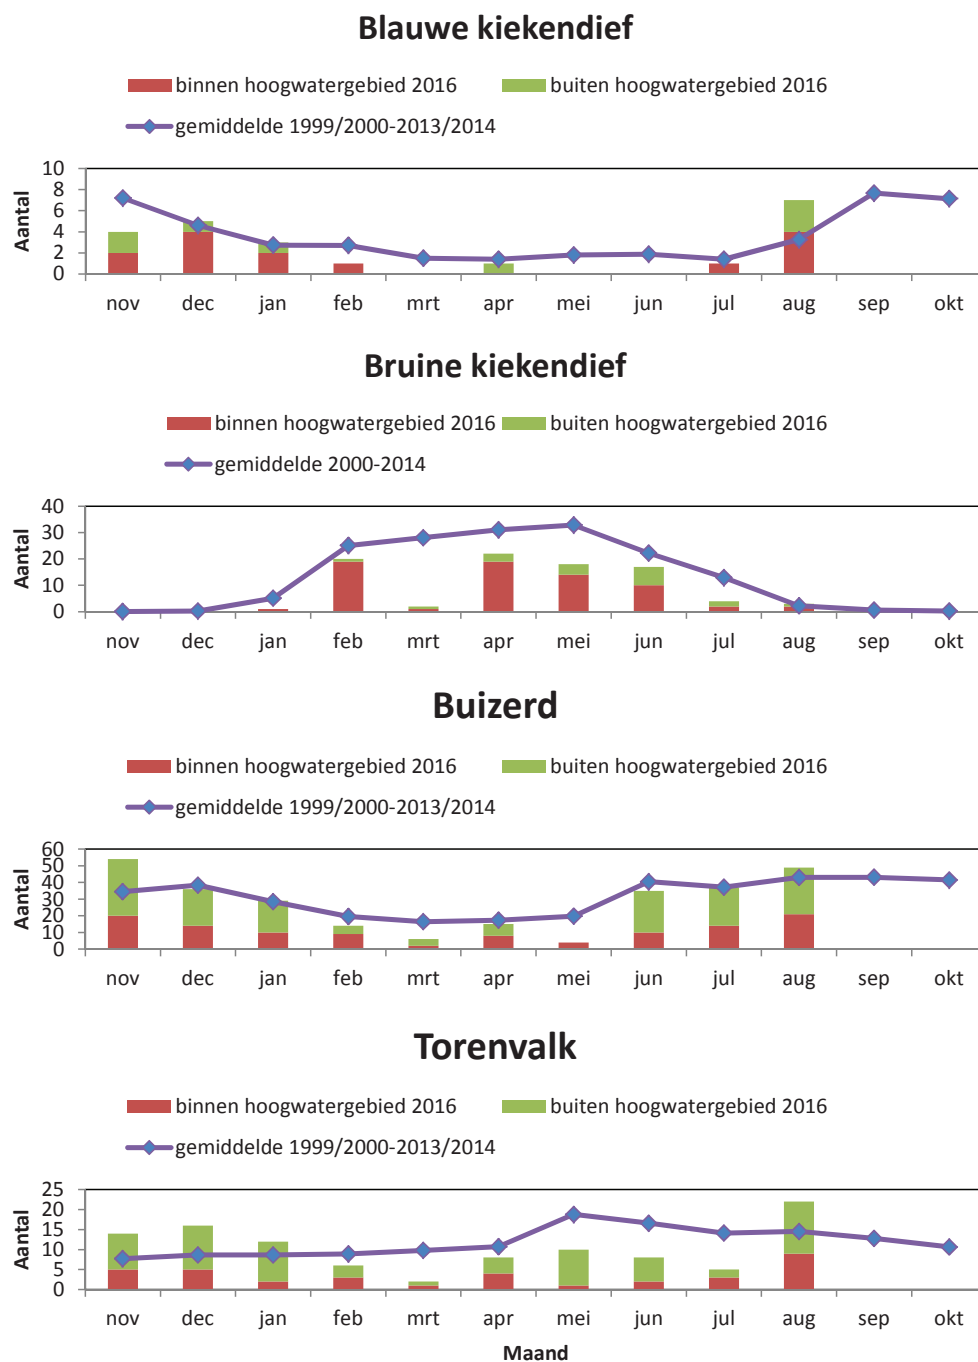 Blauwe kiekendief
binnen hoogwatergebied 2016 buiten hoogwatergebied 2016
gemiddelde 1999/2000-2013/2014
Aantal
10
8
6
4
2
0
nov dec jan feb mrt apr mei jun jul aug sep okt
Bruine kiekendief
binnen hoogwatergebied 2016 buiten hoogwatergebied 2016
gemiddelde 2000-2014
Aantal
40
30
20
10
0
nov dec jan feb mrt apr mei jun jul aug sep okt
Buizerd
binnen hoogwatergebied 2016 buiten hoogwatergebied 2016
gemiddelde 1999/2000-2013/2014
Aantal
60
50
40
30
20
10
0
nov dec jan feb mrt apr mei jun jul aug sep okt
Torenvalk
binnen hoogwatergebied 2016 buiten hoogwatergebied 2016
gemiddelde 1999/2000-2013/2014
Aantal
25
20
15
10
5
0
nov dec jan feb mrt apr mei jun jul aug sep okt
Maand